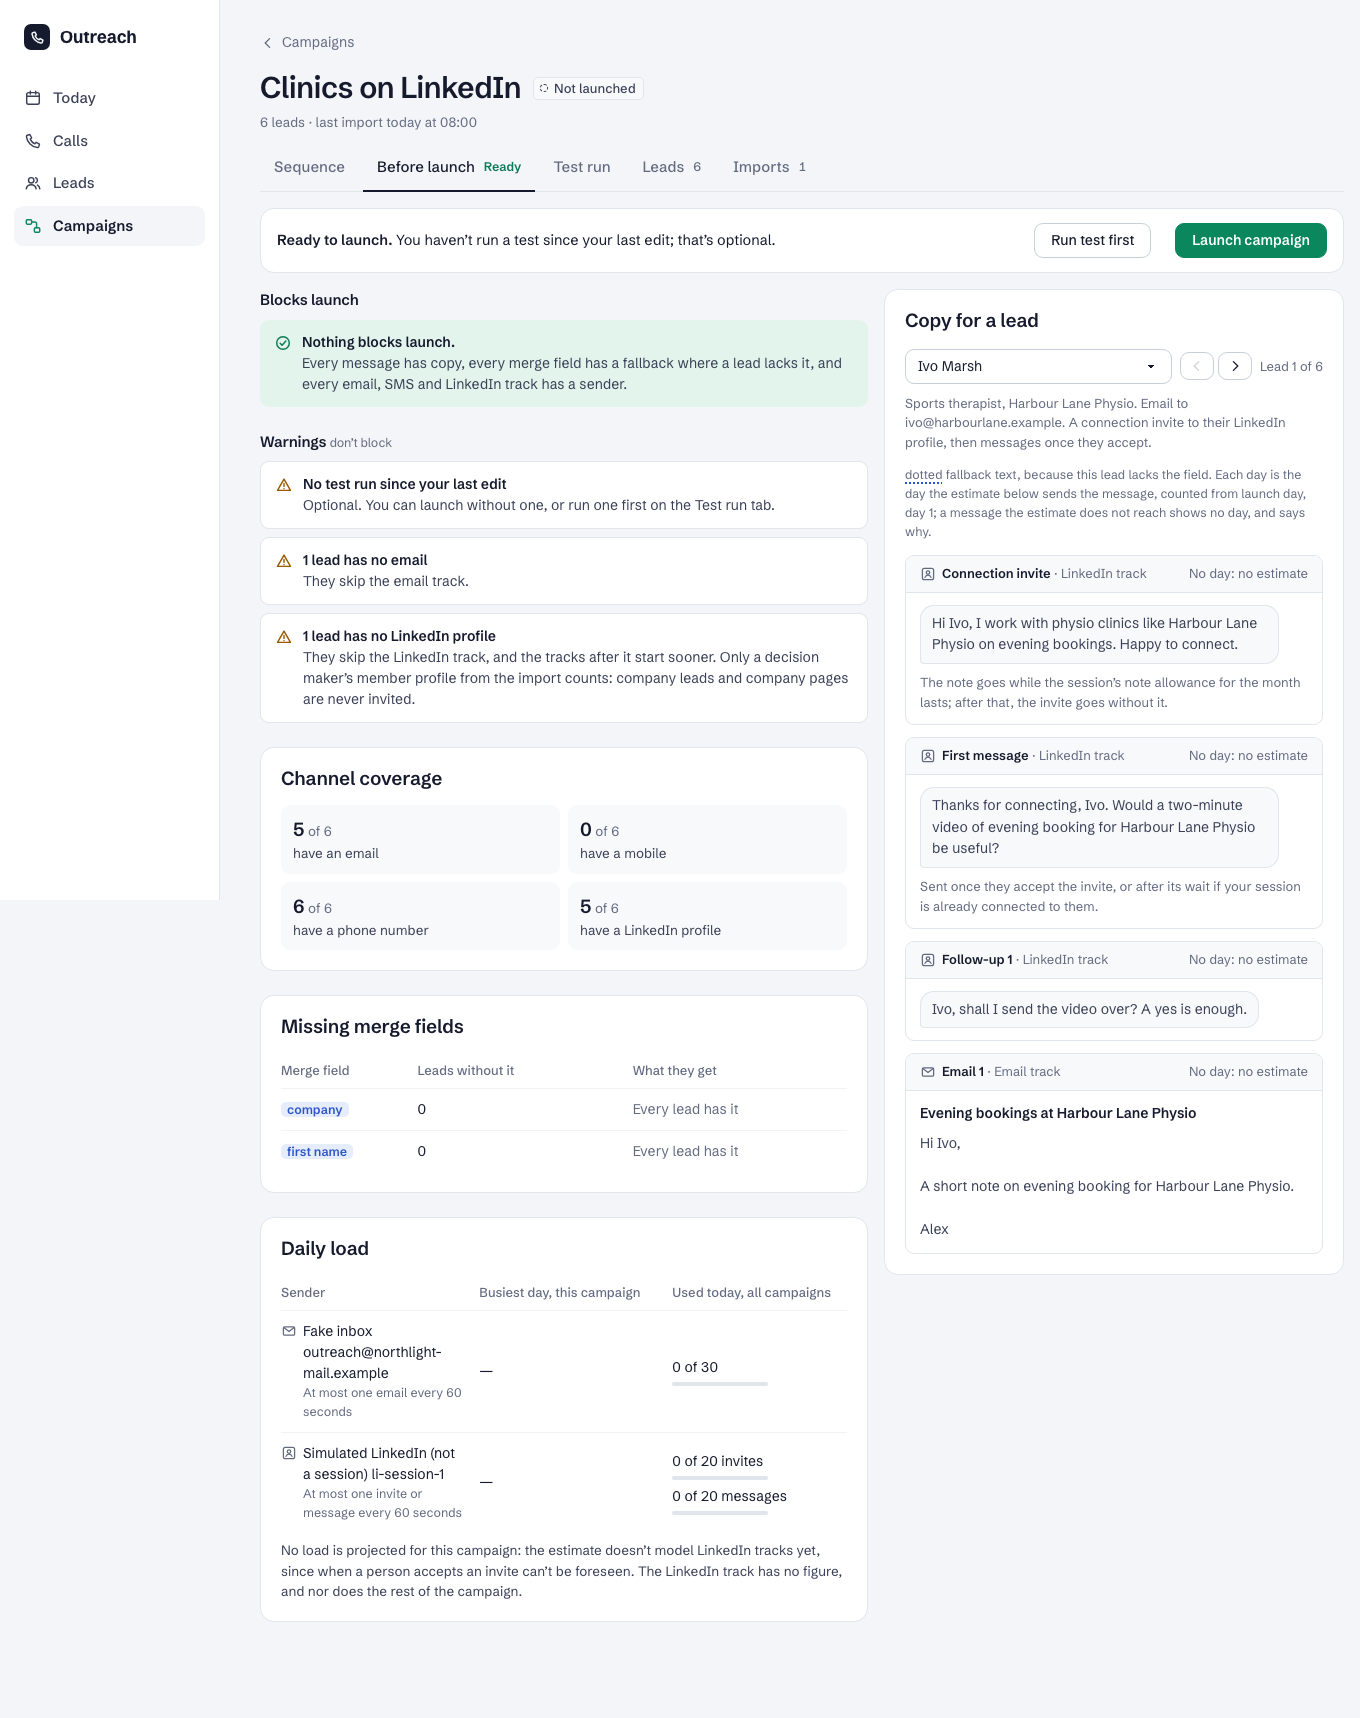 Outreach
Today
Calls
Leads
Campaigns
Campaigns
Clinics on LinkedIn
Not launched
6 leads · last import today at 08:00
Sequence
Before launch Ready
Test run
Leads 6
Imports 1
Ready to launch. You haven’t run a test since your last edit; that’s optional.
Run test first
Launch campaign
Blocks launch
Nothing blocks launch.
Every message has copy, every merge field has a fallback where a lead lacks it, and
every email, SMS and LinkedIn track has a sender.
Warnings don’t block
No test run since your last edit
Optional. You can launch without one, or run one first on the Test run tab.
1 lead has no email
They skip the email track.
1 lead has no LinkedIn profile
They skip the LinkedIn track, and the tracks after it start sooner. Only a decision
maker’s member profile from the import counts: company leads and company pages
are never invited.
Channel coverage
5 of 6
have an email
0 of 6
have a mobile
6 of 6
have a phone number
5 of 6
have a LinkedIn profile
Missing merge fields
Merge field
Leads without it
What they get
company
0
Every lead has it
first name
0
Every lead has it
Daily load
Sender
Busiest day, this campaign
Used today, all campaigns
Fake inbox
outreach@northlight-
mail.example
At most one email every 60
seconds
—
0 of 30
Simulated LinkedIn (not
a session) li-session-1
At most one invite or
message every 60 seconds
—
0 of 20 invites
0 of 20 messages
No load is projected for this campaign: the estimate doesn’t model LinkedIn tracks yet,
since when a person accepts an invite can’t be foreseen. The LinkedIn track has no figure,
and nor does the rest of the campaign.
Copy for a lead
Ivo Marsh
Lead 1 of 6
Sports therapist, Harbour Lane Physio. Email to
ivo@harbourlane.example. A connection invite to their LinkedIn
profile, then messages once they accept.
dotted fallback text, because this lead lacks the field. Each day is the
day the estimate below sends the message, counted from launch day,
day 1; a message the estimate does not reach shows no day, and says
why.
Connection invite · LinkedIn track
No day: no estimate
Hi Ivo, I work with physio clinics like Harbour Lane
Physio on evening bookings. Happy to connect.
The note goes while the session’s note allowance for the month
lasts; after that, the invite goes without it.
First message · LinkedIn track
No day: no estimate
Thanks for connecting, Ivo. Would a two-minute
video of evening booking for Harbour Lane Physio
be useful?
Sent once they accept the invite, or after its wait if your session
is already connected to them.
Follow-up 1 · LinkedIn track
No day: no estimate
Ivo, shall I send the video over? A yes is enough.
Email 1 · Email track
No day: no estimate
Evening bookings at Harbour Lane Physio
Hi Ivo,
A short note on evening booking for Harbour Lane Physio.
Alex